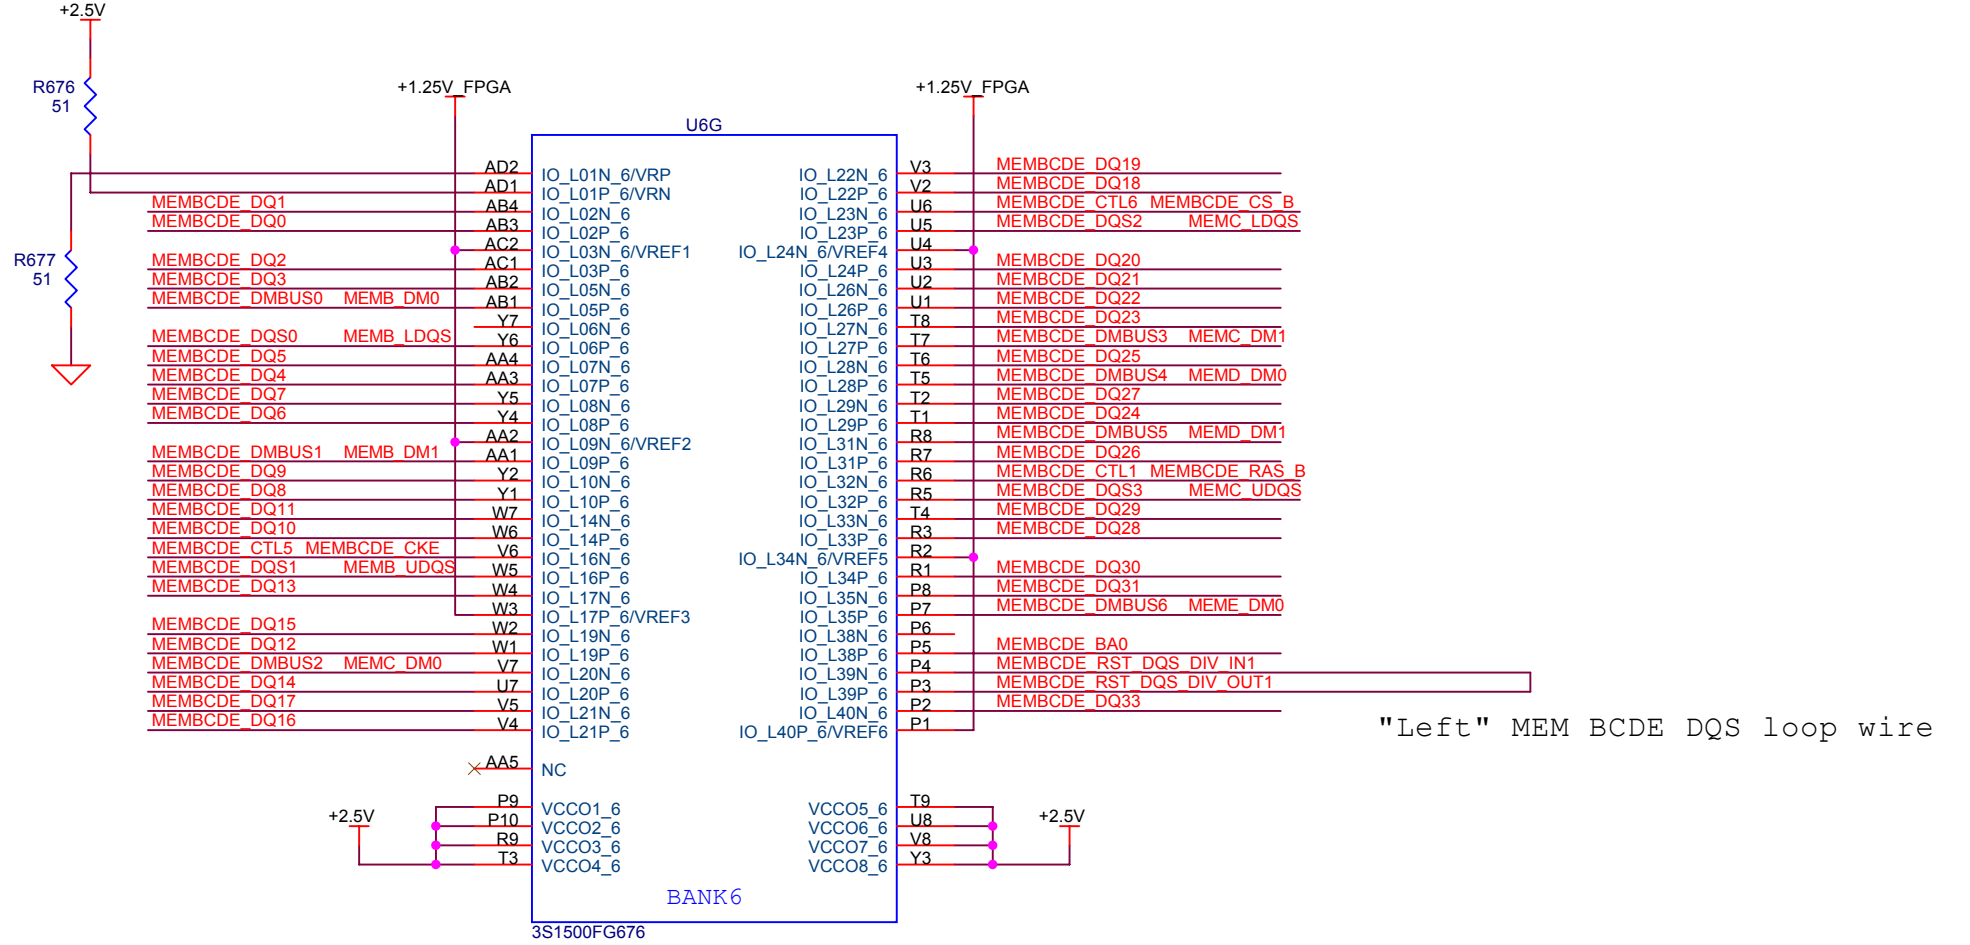 +2.5V
R676
51
R677
51
+1.25V_FPGA
+1.25V_FPGA
U6G
AD2 IO_L01N_6/VRP
AD1 IO_L01P_6/VRN
MEMBCDE_DQ1 AB4 IO_L02N_6
MEMBCDE_DQ0 AB3 IO_L02P_6
AC2 IO_L03N_6/VREF1
MEMBCDE_DQ2 AC1 IO_L03P_6
MEMBCDE_DQ3 AB2 IO_L05N_6
MEMBCDE_DMBUS0 MEMB_DM0 AB1 IO_L05P_6
Y7 IO_L06N_6
MEMBCDE_DQS0 MEMB_LDQS Y6 IO_L06P_6
MEMBCDE_DQ5 AA4 IO_L07N_6
MEMBCDE_DQ4 AA3 IO_L07P_6
MEMBCDE_DQ7 Y5 IO_L08N_6
MEMBCDE_DQ6 Y4 IO_L08P_6
AA2 IO_L09N_6/VREF2
MEMBCDE_DMBUS1 MEMB_DM1 AA1 IO_L09P_6
MEMBCDE_DQ9 Y2 IO_L10N_6
MEMBCDE_DQ8 Y1 IO_L10P_6
MEMBCDE_DQ11 W7 IO_L14N_6
MEMBCDE_DQ10 W6 IO_L14P_6
MEMBCDE_CTL5 MEMBCDE_CKE V6 IO_L16N_6
MEMBCDE_DQS1 MEMB_UDQS W5 IO_L16P_6
MEMBCDE_DQ13 W4 IO_L17N_6
W3 IO_L17P_6/VREF3
MEMBCDE_DQ15 W2 IO_L19N_6
MEMBCDE_DQ12 W1 IO_L19P_6
MEMBCDE_DMBUS2 MEMC_DM0 V7 IO_L20N_6
MEMBCDE_DQ14 U7 IO_L20P_6
MEMBCDE_DQ17 V5 IO_L21N_6
MEMBCDE_DQ16 V4 IO_L21P_6
AA5 NC
+2.5V
P9 VCCO1_6
P10 VCCO2_6
R9 VCCO3_6
T3 VCCO4_6
IO_L22N_6 V3 MEMBCDE_DQ19
IO_L22P_6 V2 MEMBCDE_DQ18
IO_L23N_6 U6 MEMBCDE_CTL6 MEMBCDE_CS_B
IO_L23P_6 U5 MEMBCDE_DQS2 MEMC_LDQS
IO_L24N_6/VREF4 U4
IO_L24P_6 U3 MEMBCDE_DQ20
IO_L26N_6 U2 MEMBCDE_DQ21
IO_L26P_6 U1 MEMBCDE_DQ22
IO_L27N_6 T8 MEMBCDE_DQ23
IO_L27P_6 T7 MEMBCDE_DMBUS3 MEMC_DM1
IO_L28N_6 T6 MEMBCDE_DQ25
IO_L28P_6 T5 MEMBCDE_DMBUS4 MEMD_DM0
IO_L29N_6 T2 MEMBCDE_DQ27
IO_L29P_6 T1 MEMBCDE_DQ24
IO_L31N_6 R8 MEMBCDE_DMBUS5 MEMD_DM1
IO_L31P_6 R7 MEMBCDE_DQ26
IO_L32N_6 R6 MEMBCDE_CTL1 MEMBCDE_RAS_B
IO_L32P_6 R5 MEMBCDE_DQS3 MEMC_UDQS
IO_L33N_6 T4 MEMBCDE_DQ29
IO_L33P_6 R3 MEMBCDE_DQ28
IO_L34N_6/VREF5 R2
IO_L34P_6 R1 MEMBCDE_DQ30
IO_L35N_6 P8 MEMBCDE_DQ31
IO_L35P_6 P7 MEMBCDE_DMBUS6 MEME_DM0
IO_L38N_6 P6
IO_L38P_6 P5 MEMBCDE_BA0
IO_L39N_6 P4 MEMBCDE_RST_DQS_DIV_IN1
IO_L39P_6 P3 MEMBCDE_RST_DQS_DIV_OUT1
IO_L40N_6 P2 MEMBCDE_DQ33
IO_L40P_6/VREF6 P1
"Left" MEM BCDE DQS loop wire
VCCO5_6 T9
VCCO6_6 U8
VCCO7_6 V8
VCCO8_6 Y3
+2.5V
BANK6
3S1500FG676